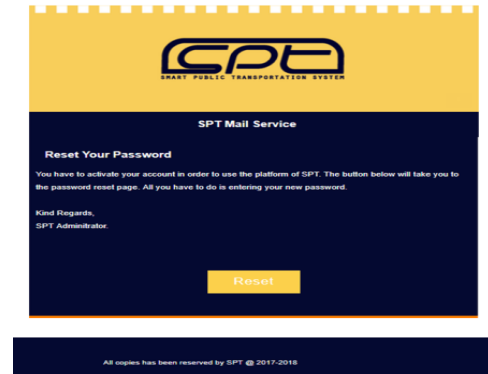 SPT
SMART PUBLIC TRANSPORTATION SYSTEM
SPT Mail Service
Reset Your Password
You have to activate your account in order to use the platform of SPT. The button below will take you to
the password reset page. All you have to do is entering your new password.
Kind Regards,
SPT Adminitrator.
Reset
All copies has been reserved by SPT @ 2017-2018